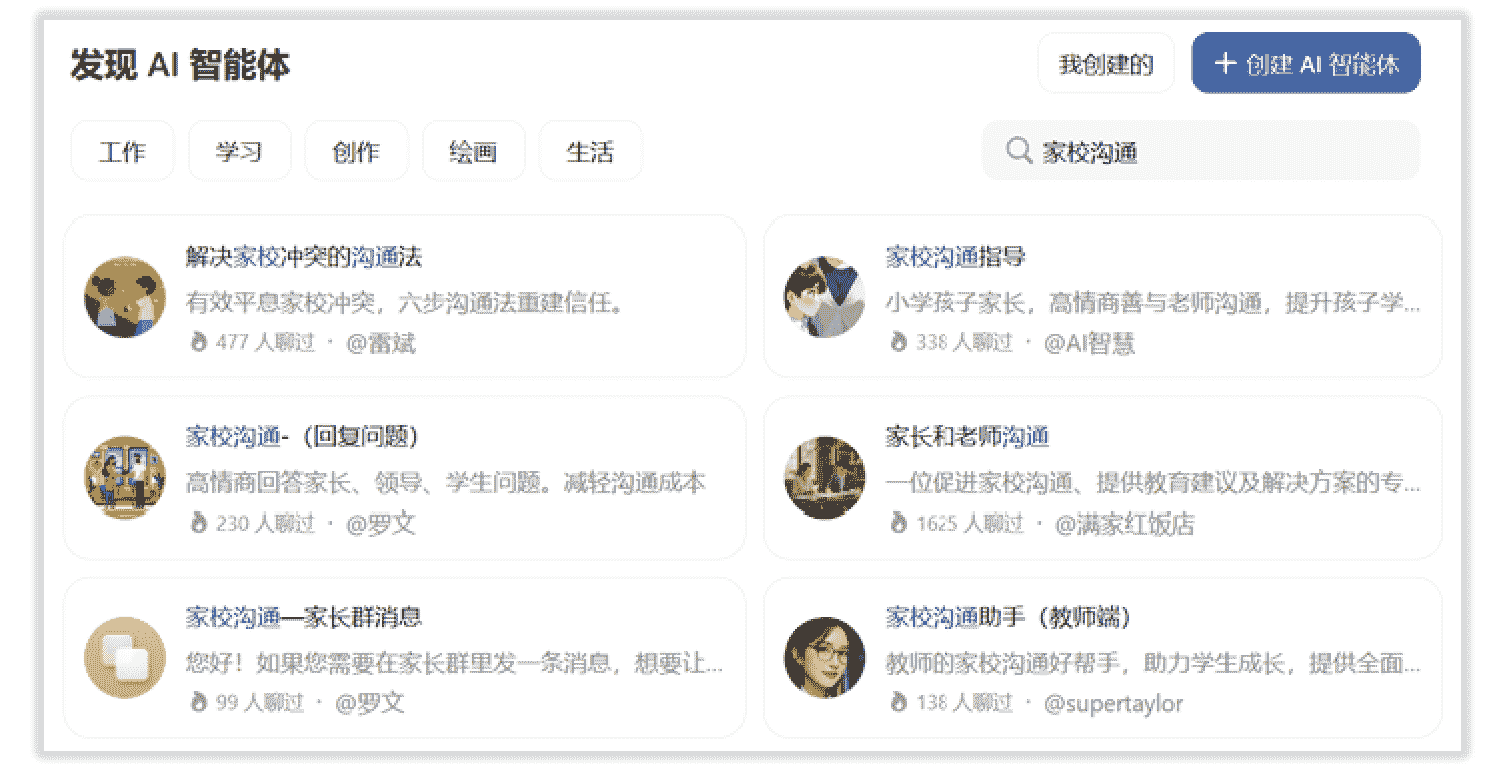 发现 AI 智能体
我创建的
+ 创建 AI 智能体
工作
学习
创作
绘画
生活
家校沟通
解决家校冲突的沟通法
有效平息家校冲突，六步沟通法重建信任。
477 人聊过 · @雷斌
家校沟通指导
小学孩子家长，高情商善与老师沟通，提升孩子学...
338 人聊过 · @AI智慧
家校沟通-（回复问题）
高情商回答家长、领导、学生问题。减轻沟通成本
230 人聊过 · @罗文
家长和老师沟通
一位促进家校沟通、提供教育建议及解决方案的专...
1625 人聊过 · @满家红饭店
家校沟通—家长群消息
您好！如果您需要在家长群里发一条消息，想要让...
99 人聊过 · @罗文
家校沟通助手（教师端）
教师的家校沟通好帮手，助力学生成长，提供全面...
138 人聊过 · @supertaylor